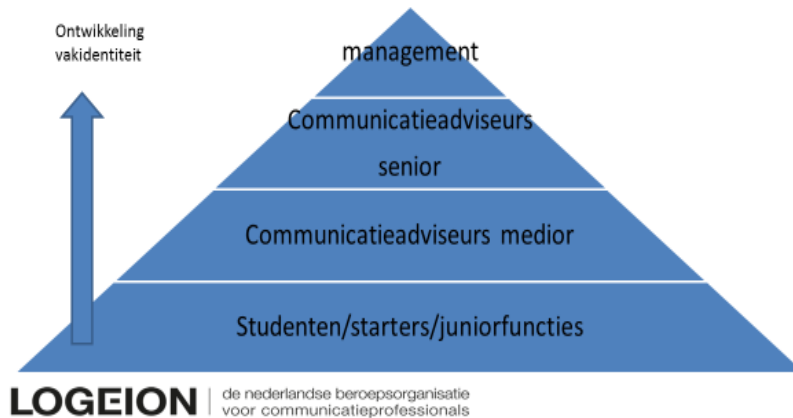 Ontwikkeling
vakidentiteit
management
Communicatieadviseurs
senior
Communicatieadviseurs medior
Studenten/starters/juniorfuncties
LOGEION
de nederlandse beroepsorganisatie
voor communicatieprofessionals